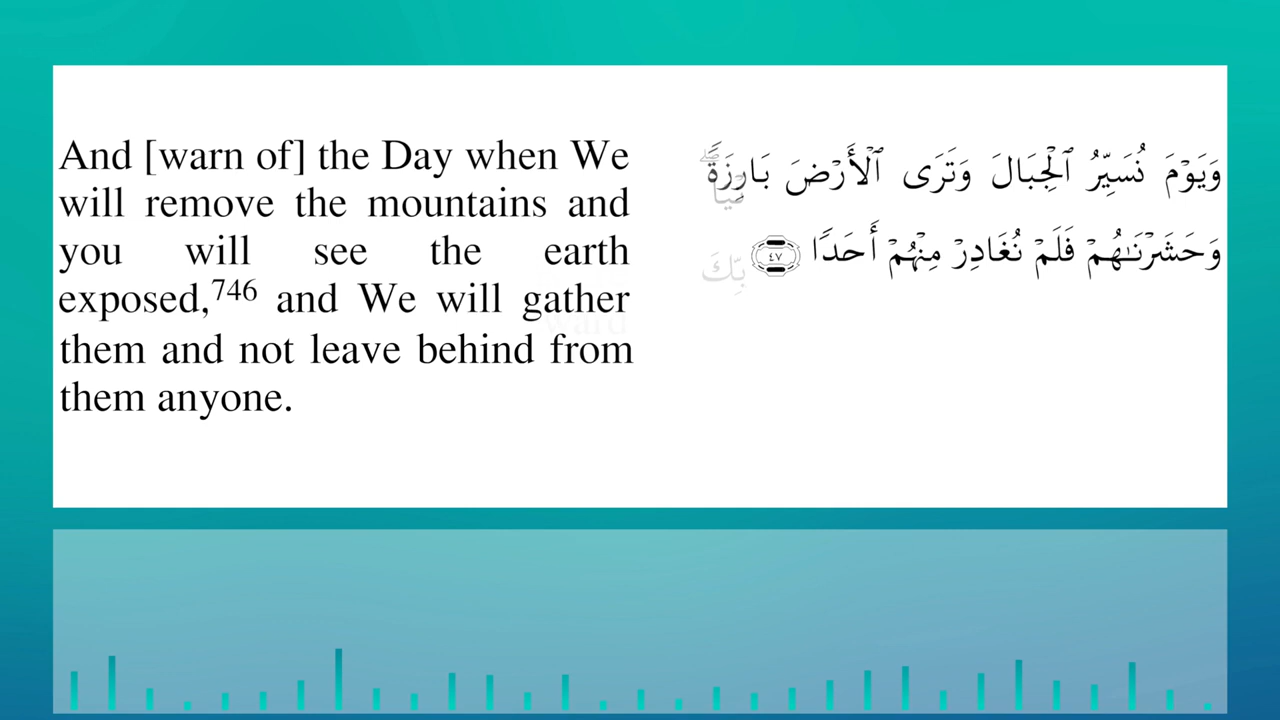 And [warn of] the Day when We
will remove the mountains and
you will see the earth
exposed,746 and We will gather
them and not leave behind from
them anyone.
وَيَوْمَ نُسَيِّرُ ٱلْجِبَالَ وَتَرَى ٱلْأَرْضَ بَارِزَةًۭ
وَحَشَرْنَـٰهُمْ فَلَمْ نُغَادِرْ مِنْهُمْ أَحَدًۭا ٤٧
ward